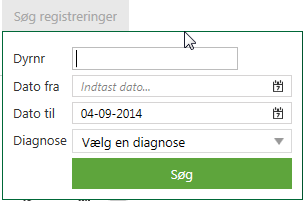 Søg registreringer
Dyrnr
Dato fra Indtast dato...
Dato til 04-09-2014
Diagnose Vælg en diagnose
Søg